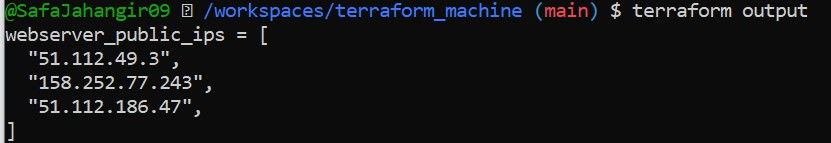 @SafaJahangir09 /workspaces/terraform_machine (main) $ terraform output
webserver_public_ips = [
  "51.112.49.3",
  "158.252.77.243",
  "51.112.186.47",
]